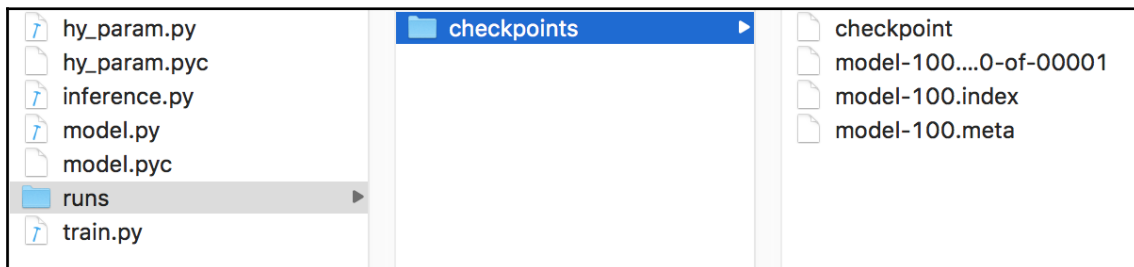 hy_param.py
hy_param.pyc
inference.py
model.py
model.pyc
runs
train.py
checkpoints
checkpoint
model-100....0-of-00001
model-100.index
model-100.meta